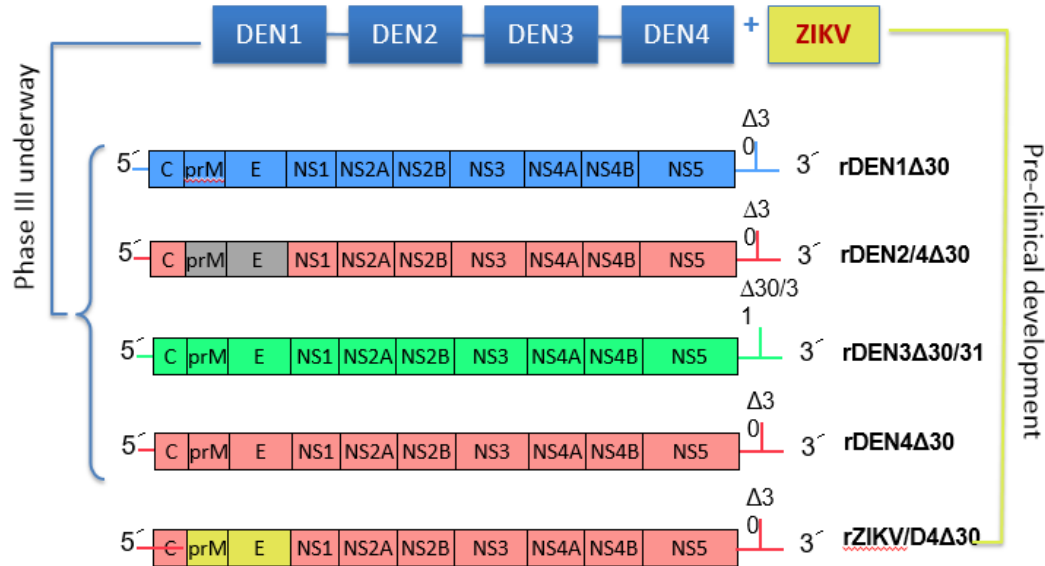 DEN1 DEN2 DEN3 DEN4 + ZIKV
Phase III underway
Pre-clinical development
5´ C prM E NS1 NS2A NS2B NS3 NS4A NS4B NS5 Δ3
0 3´ rDEN1Δ30
5´ C prM E NS1 NS2A NS2B NS3 NS4A NS4B NS5 Δ3
0 3´ rDEN2/4Δ30
5´ C prM E NS1 NS2A NS2B NS3 NS4A NS4B NS5 Δ30/3
1 3´ rDEN3Δ30/31
5´ C prM E NS1 NS2A NS2B NS3 NS4A NS4B NS5 Δ3
0 3´ rDEN4Δ30
5´ C prM E NS1 NS2A NS2B NS3 NS4A NS4B NS5 Δ3
0 3´ rZIKV/D4Δ30